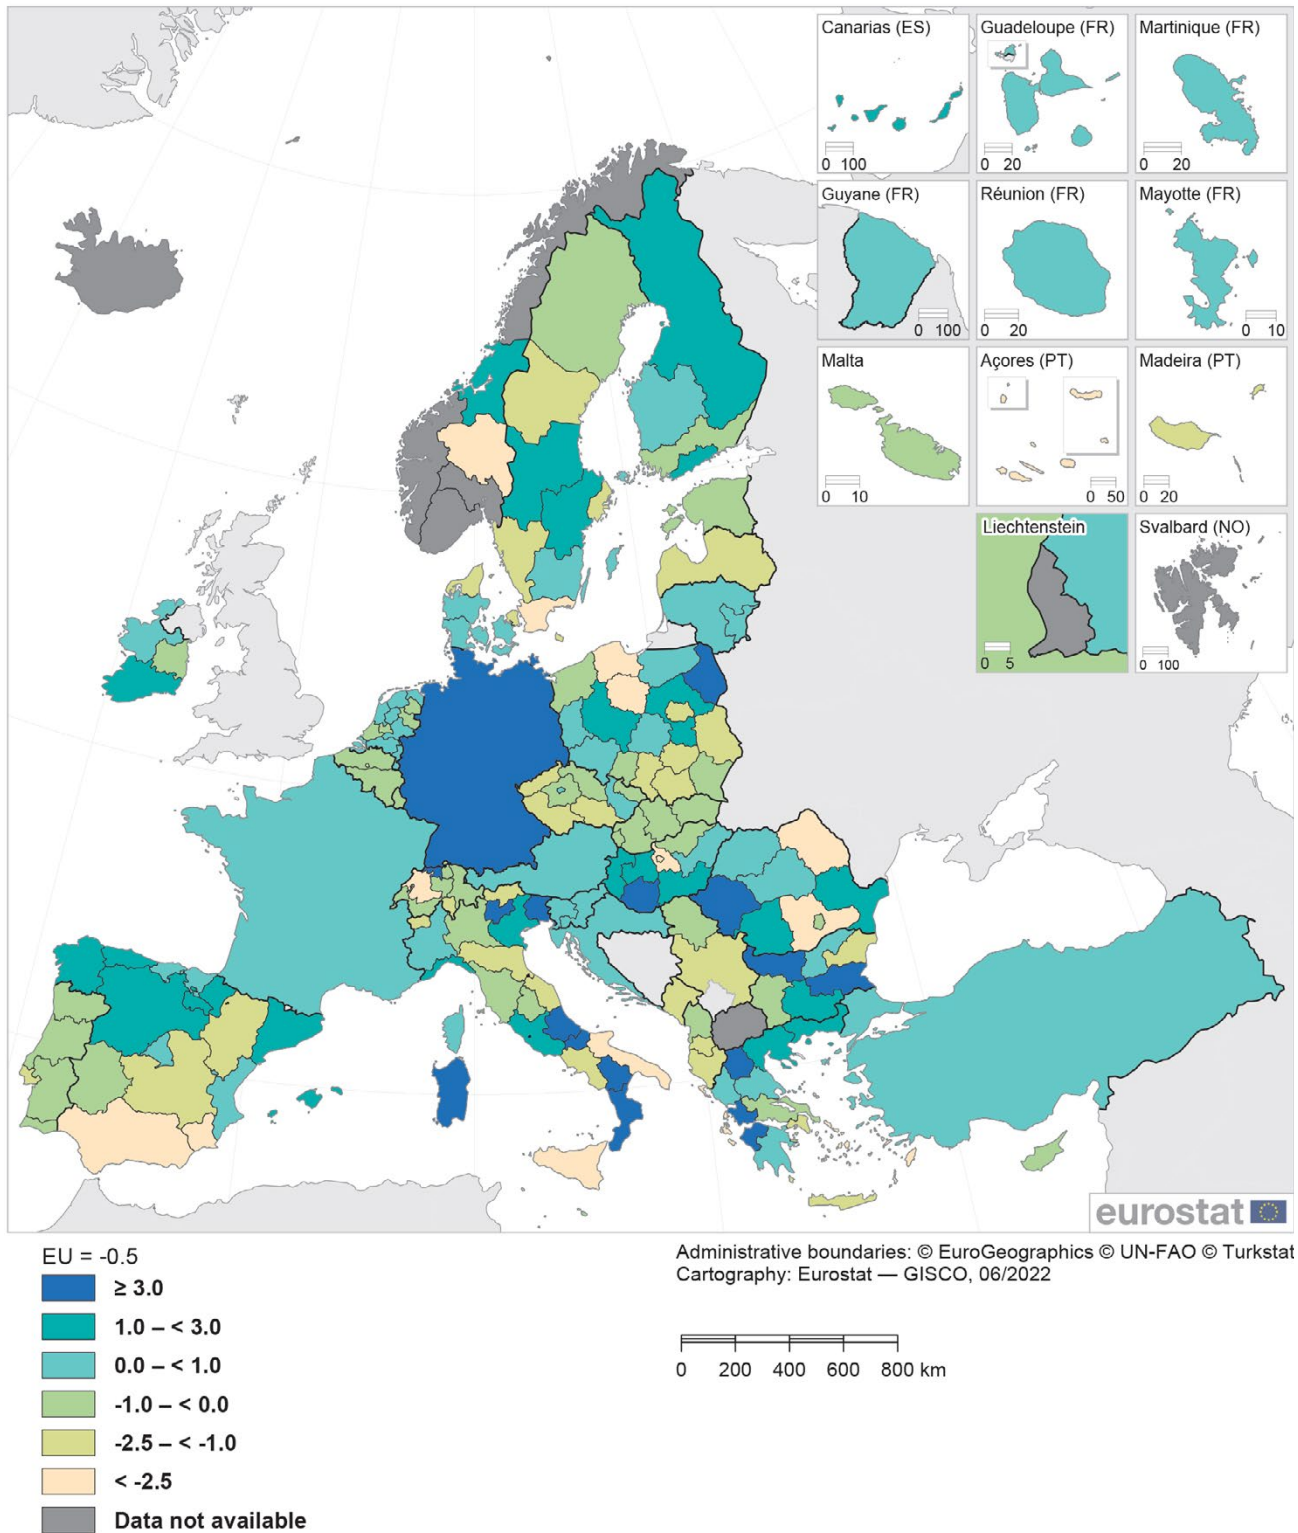 Canarias (ES)
0 100
Guadeloupe (FR)
0 20
Martinique (FR)
0 20
Guyane (FR)
0 100
Réunion (FR)
0 20
Mayotte (FR)
0 10
Malta
0 10
Açores (PT)
0 50
Madeira (PT)
0 20
Liechtenstein
0 5
Svalbard (NO)
0 100
eurostat
EU = -0.5
≥ 3.0
1.0 – < 3.0
0.0 – < 1.0
-1.0 – < 0.0
-2.5 – < -1.0
< -2.5
Data not available
Administrative boundaries: © EuroGeographics © UN-FAO © Turkstat
Cartography: Eurostat — GISCO, 06/2022
0 200 400 600 800 km